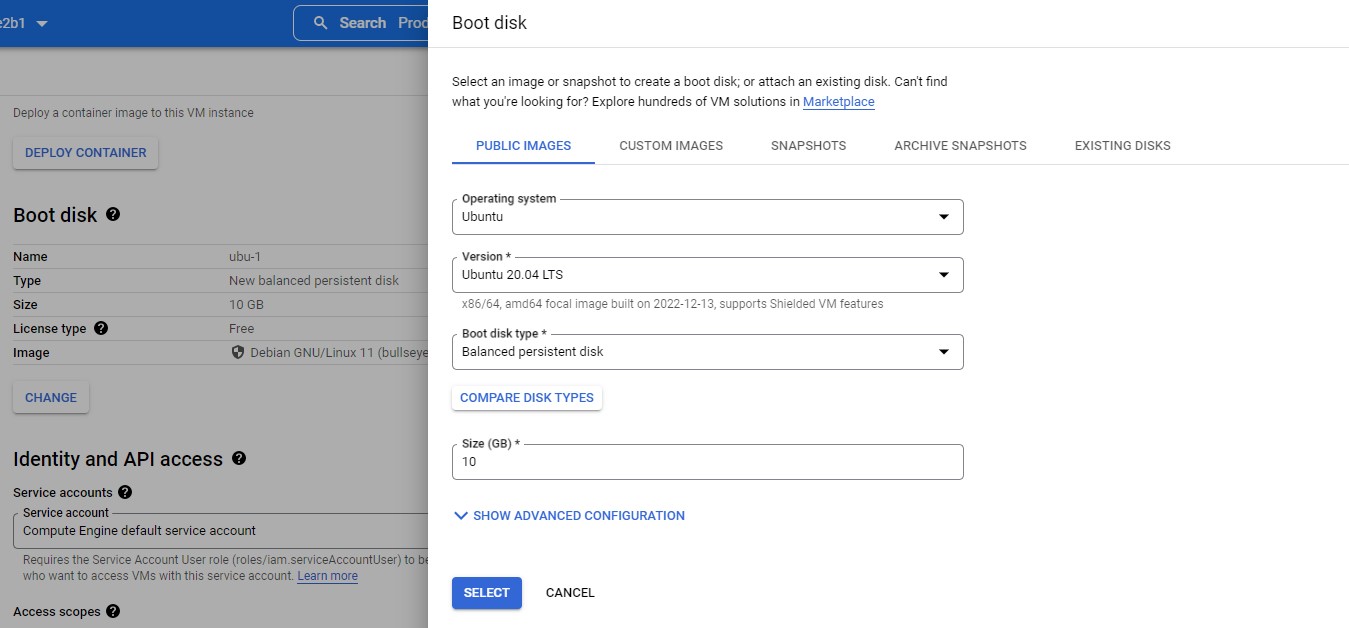 e2b1
Search Prod
Deploy a container image to this VM instance
DEPLOY CONTAINER
Boot disk
Name ubu-1
Type New balanced persistent disk
Size 10 GB
License type Free
Image Debian GNU/Linux 11 (bullseye
CHANGE
Identity and API access
Service accounts
Service account
Compute Engine default service account
Requires the Service Account User role (roles/iam.serviceAccountUser) to be
who want to access VMs with this service account. Learn more
Access scopes
Boot disk
Select an image or snapshot to create a boot disk; or attach an existing disk. Can't find
what you're looking for? Explore hundreds of VM solutions in Marketplace
PUBLIC IMAGES CUSTOM IMAGES SNAPSHOTS ARCHIVE SNAPSHOTS EXISTING DISKS
Operating system
Ubuntu
Version *
Ubuntu 20.04 LTS
x86/64, amd64 focal image built on 2022-12-13, supports Shielded VM features
Boot disk type *
Balanced persistent disk
COMPARE DISK TYPES
Size (GB) *
10
SHOW ADVANCED CONFIGURATION
SELECT CANCEL